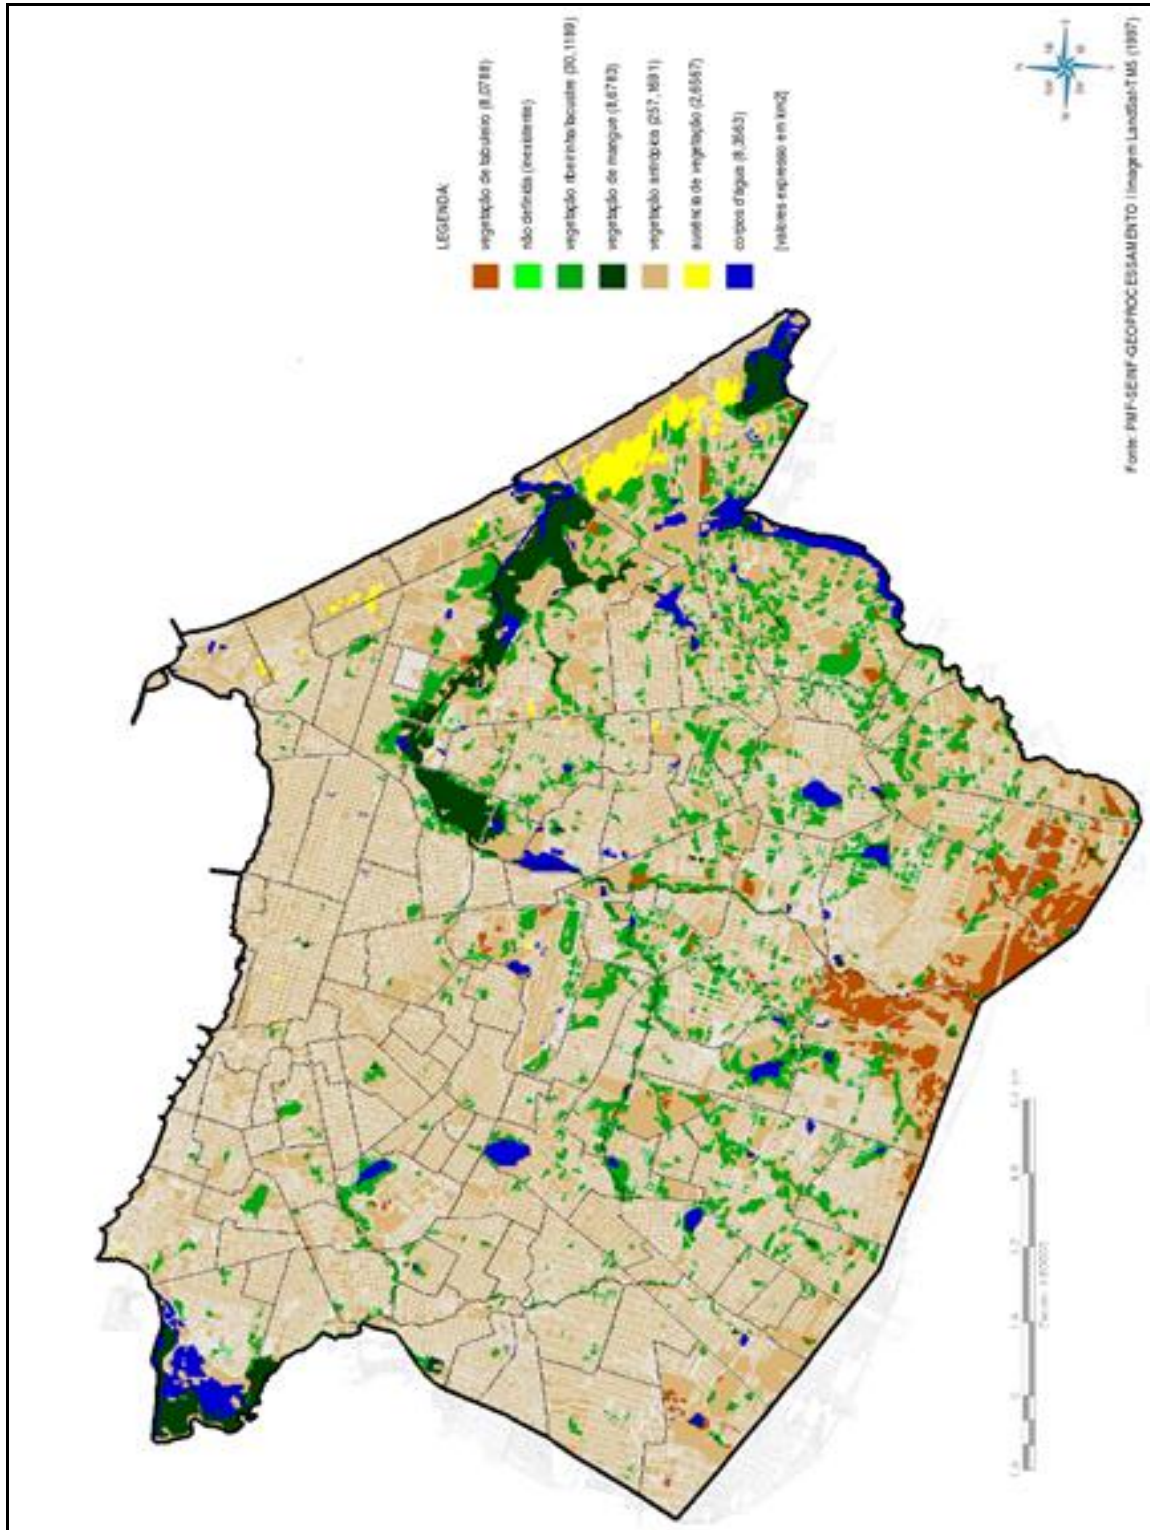 LEGENDA:
vegetação de tabuleiro (8,0788)
não definida (inexistente)
vegetação ribeirinha/lacustre (30,1189)
vegetação de mangue (8,6783)
vegetação antrópica (257,1691)
ausência de vegetação (2,6587)
corpos d'água (8,3563)
[valores expresso em km2]
Fonte: PMF-SEINF-GEOPROCESSAMENTO / Imagem LandSat-TM5 (1997)